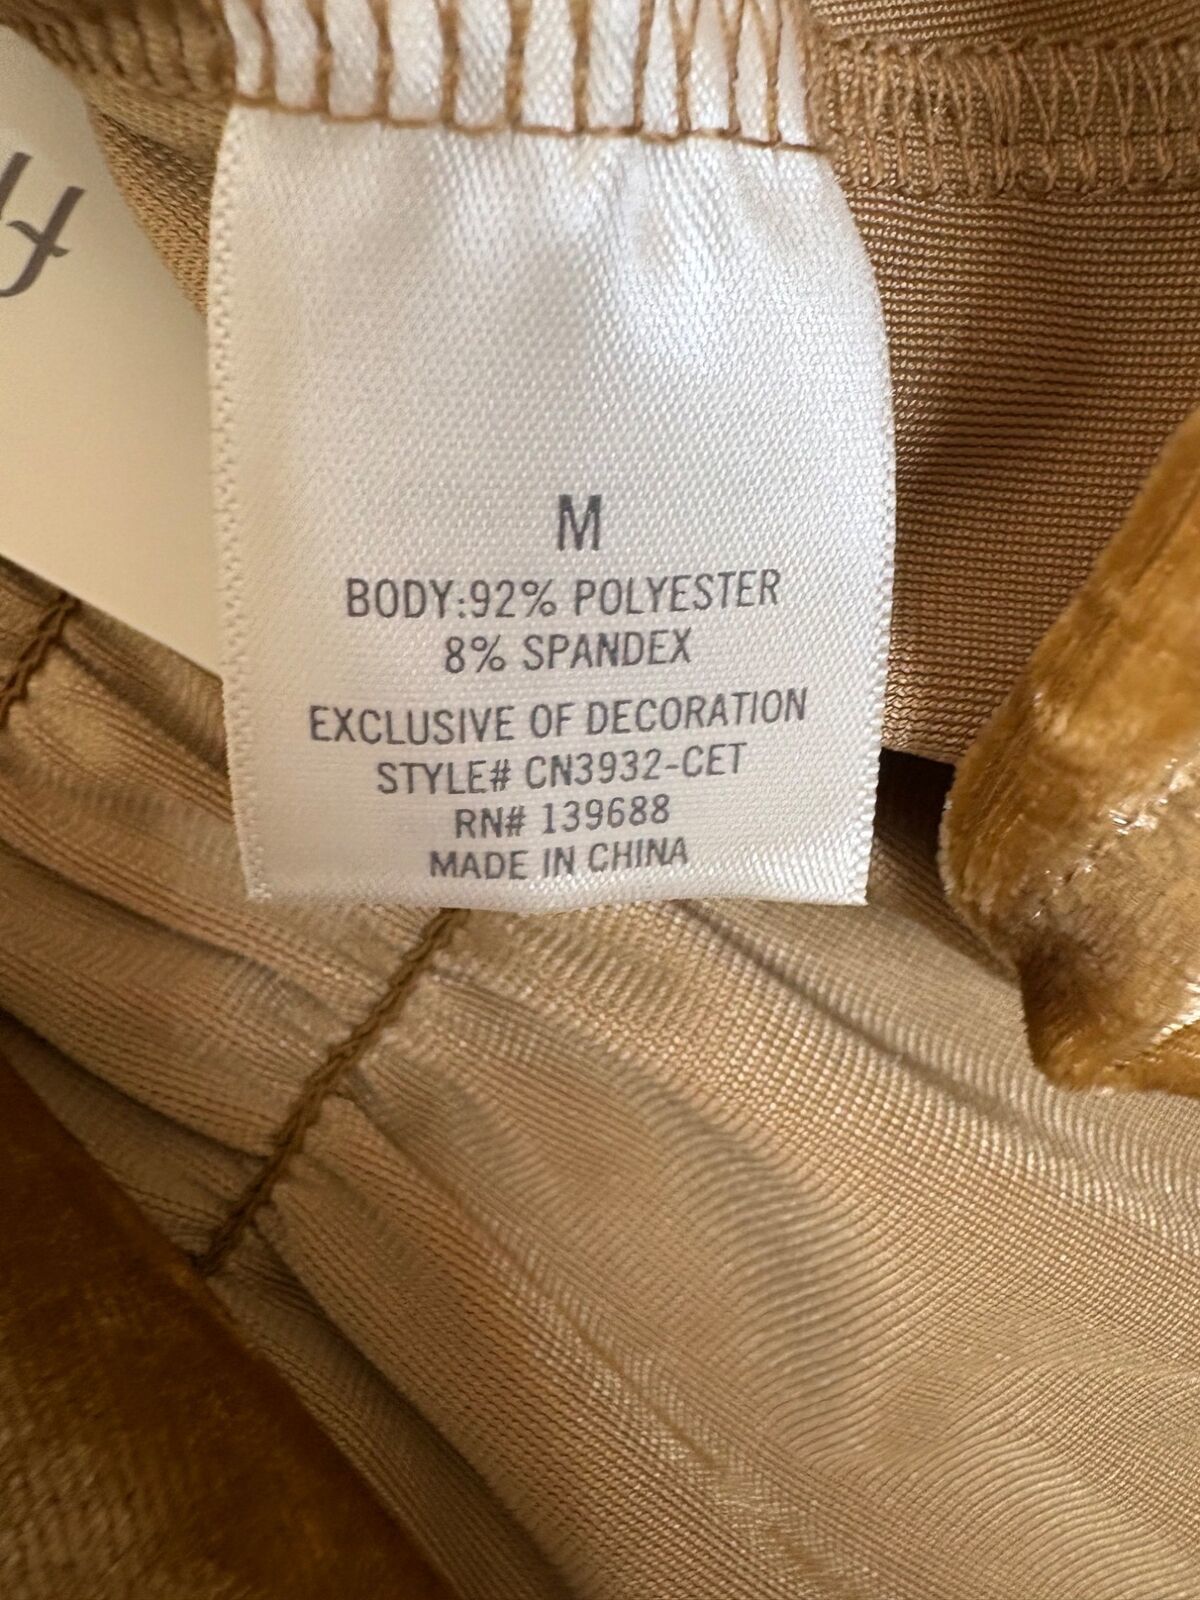 M
BODY:92% POLYESTER
8% SPANDEX
EXCLUSIVE OF DECORATION
STYLE# CN3932-CET
RN# 139688
MADE IN CHINA